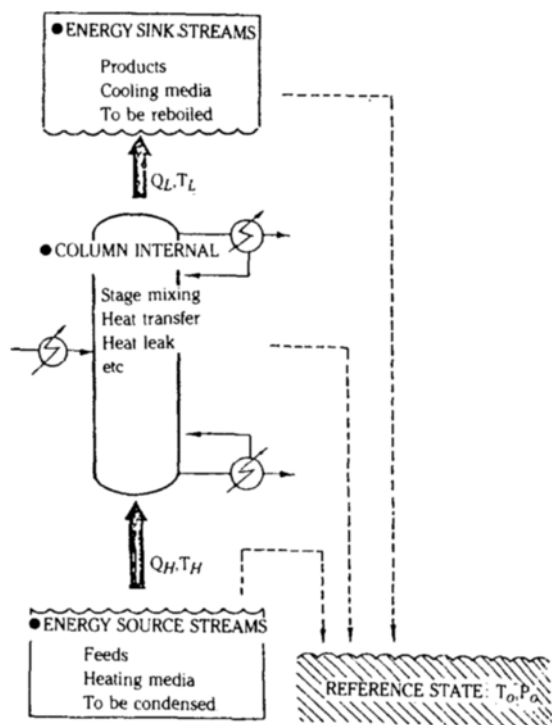 ● ENERGY SINK STREAMS
Products
Cooling media
To be reboiled
Q_L,T_L
● COLUMN INTERNAL
Stage mixing
Heat transfer
Heat leak
etc
Q_H,T_H
● ENERGY SOURCE STREAMS
Feeds
Heating media
To be condensed
REFERENCE STATE: T_o,P_o